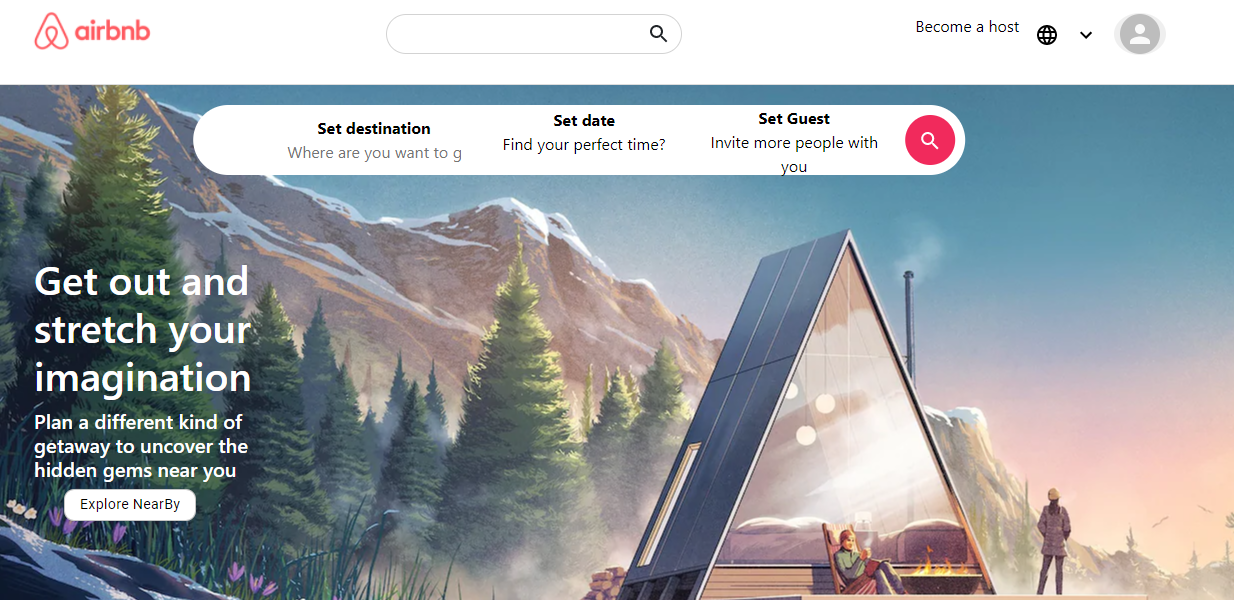 airbnb
Become a host
Set destination
Where are you want to g
Set date
Find your perfect time?
Set Guest
Invite more people with
you
Get out and
stretch your
imagination
Plan a different kind of
getaway to uncover the
hidden gems near you
Explore NearBy